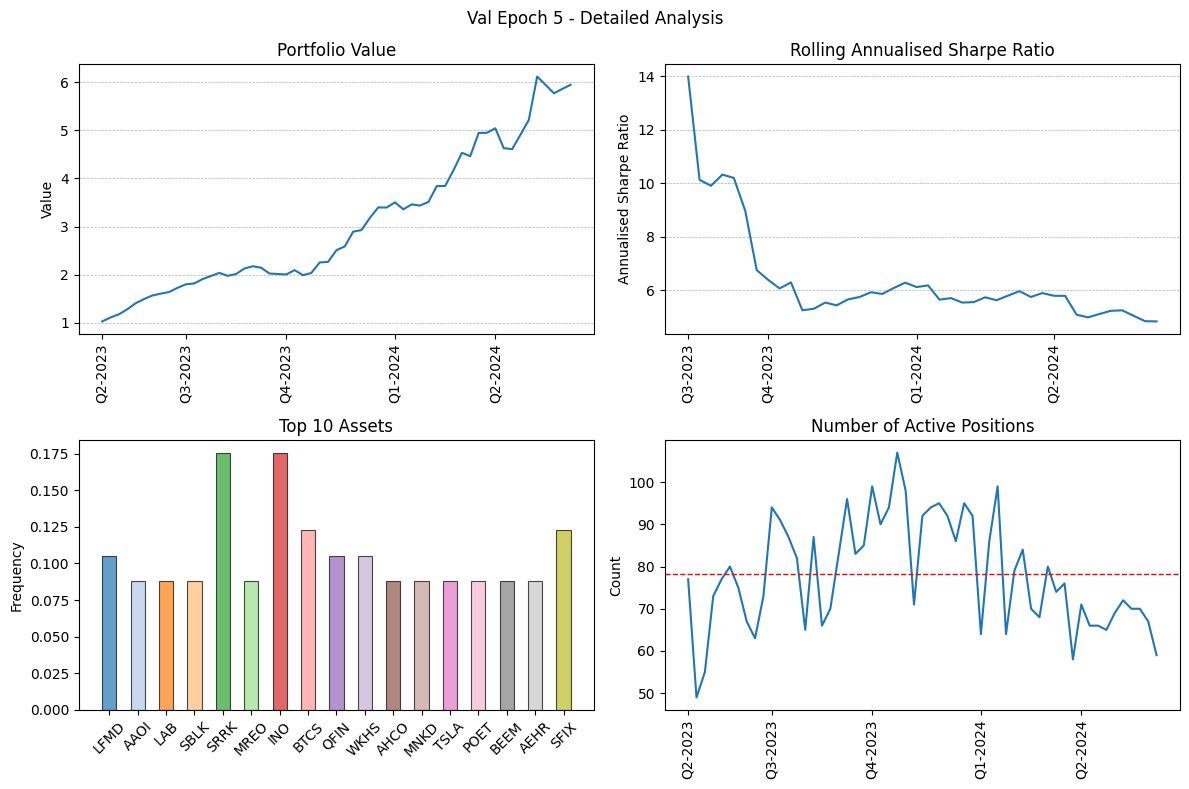 Val Epoch 5 - Detailed Analysis
Portfolio Value
Value
6
5
4
3
2
1
Q2-2023
Q3-2023
Q4-2023
Q1-2024
Q2-2024
Rolling Annualised Sharpe Ratio
Annualised Sharpe Ratio
14
12
10
8
6
Q3-2023
Q4-2023
Q1-2024
Q2-2024
Top 10 Assets
Frequency
0.175
0.150
0.125
0.100
0.075
0.050
0.025
0.000
LFMD
AAOI
LAB
SBLK
SRRK
MREO
INO
BTCS
QFIN
WKHS
AHCO
MNKD
TSLA
POET
BEEM
AEHR
SFIX
Number of Active Positions
Count
100
90
80
70
60
50
Q2-2023
Q3-2023
Q4-2023
Q1-2024
Q2-2024